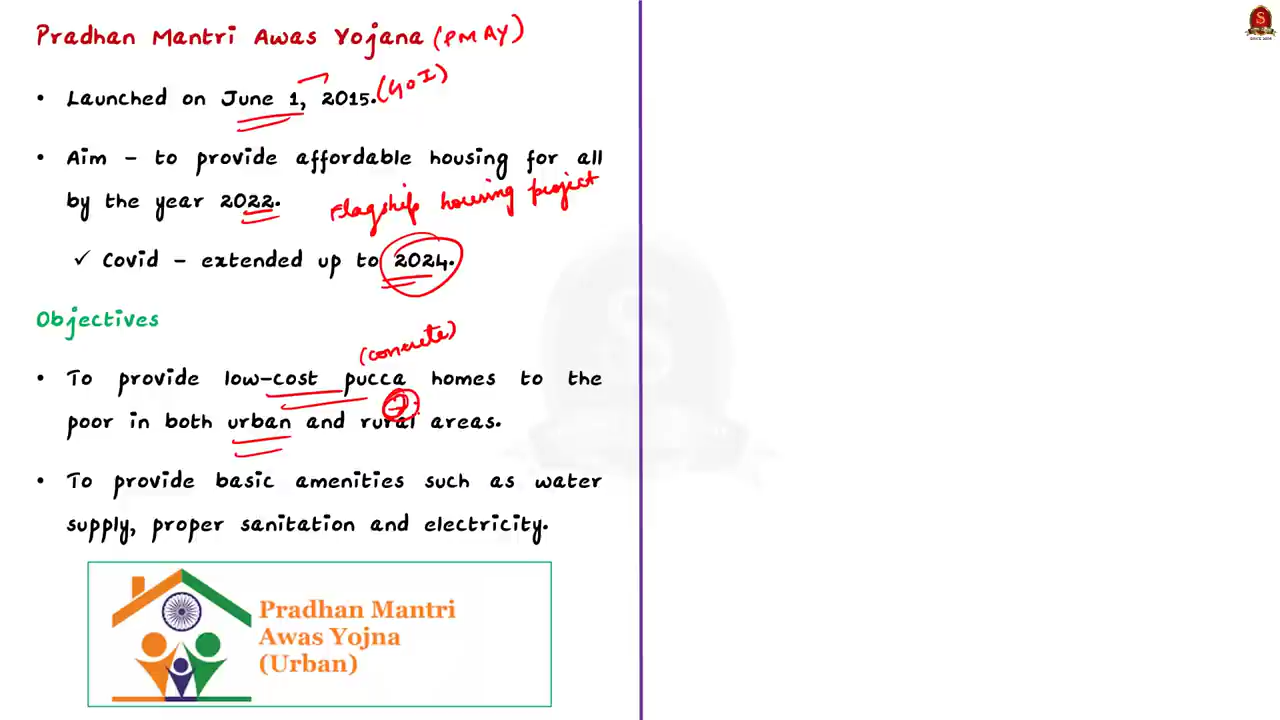 Pradhan Mantri Awas Yojana (PMAY)
• Launched on June 1, 2015. (GOI)
• Aim – to provide affordable housing for all
by the year 2022. Flagship housing project
✓ Covid – extended up to 2024.
Objectives
(concrete)
• To provide low-cost pucca homes to the
poor in both urban and rural areas.
• To provide basic amenities such as water
supply, proper sanitation and electricity.
Pradhan Mantri
Awas Yojna
(Urban)
S